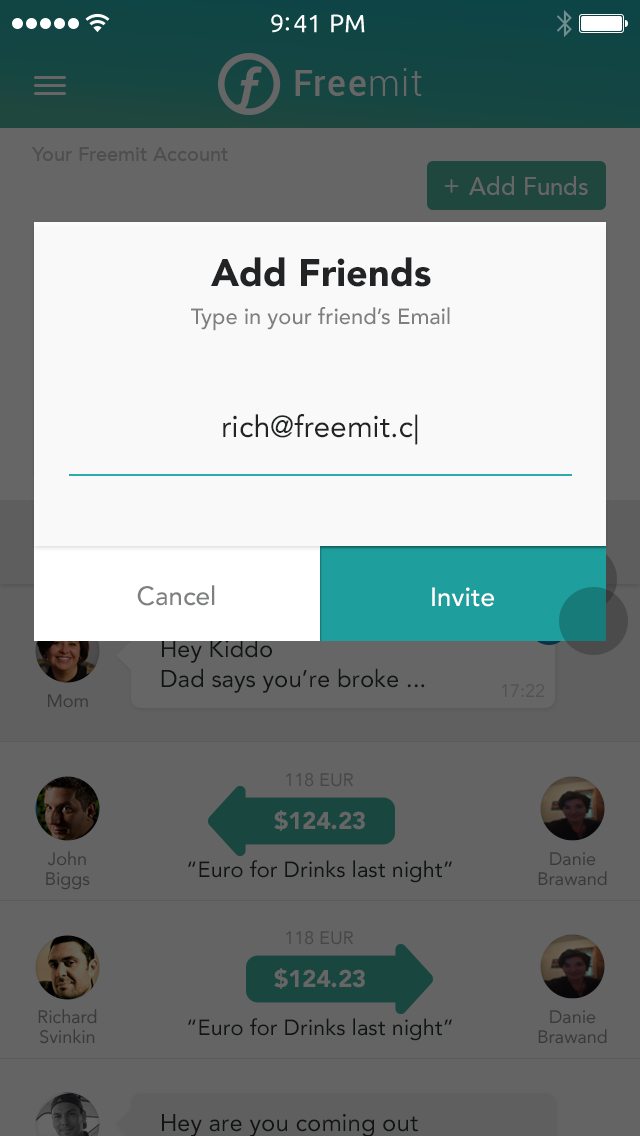 9:41 PM
Freemit
Your Freemit Account
+ Add Funds
Add Friends
Type in your friend’s Email
rich@freemit.c
Cancel
Invite
Hey Kiddo
Dad says you’re broke ...
17:22
Mom
118 EUR
$124.23
“Euro for Drinks last night”
John
Biggs
Danie
Brawand
118 EUR
$124.23
“Euro for Drinks last night”
Richard
Svinkin
Danie
Brawand
Hey are you coming out